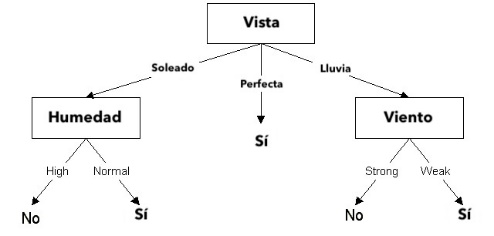 Vista
Soleado
Perfecta
Lluvia
Humedad
Sí
Viento
High
Normal
Strong
Weak
No
Sí
No
Sí